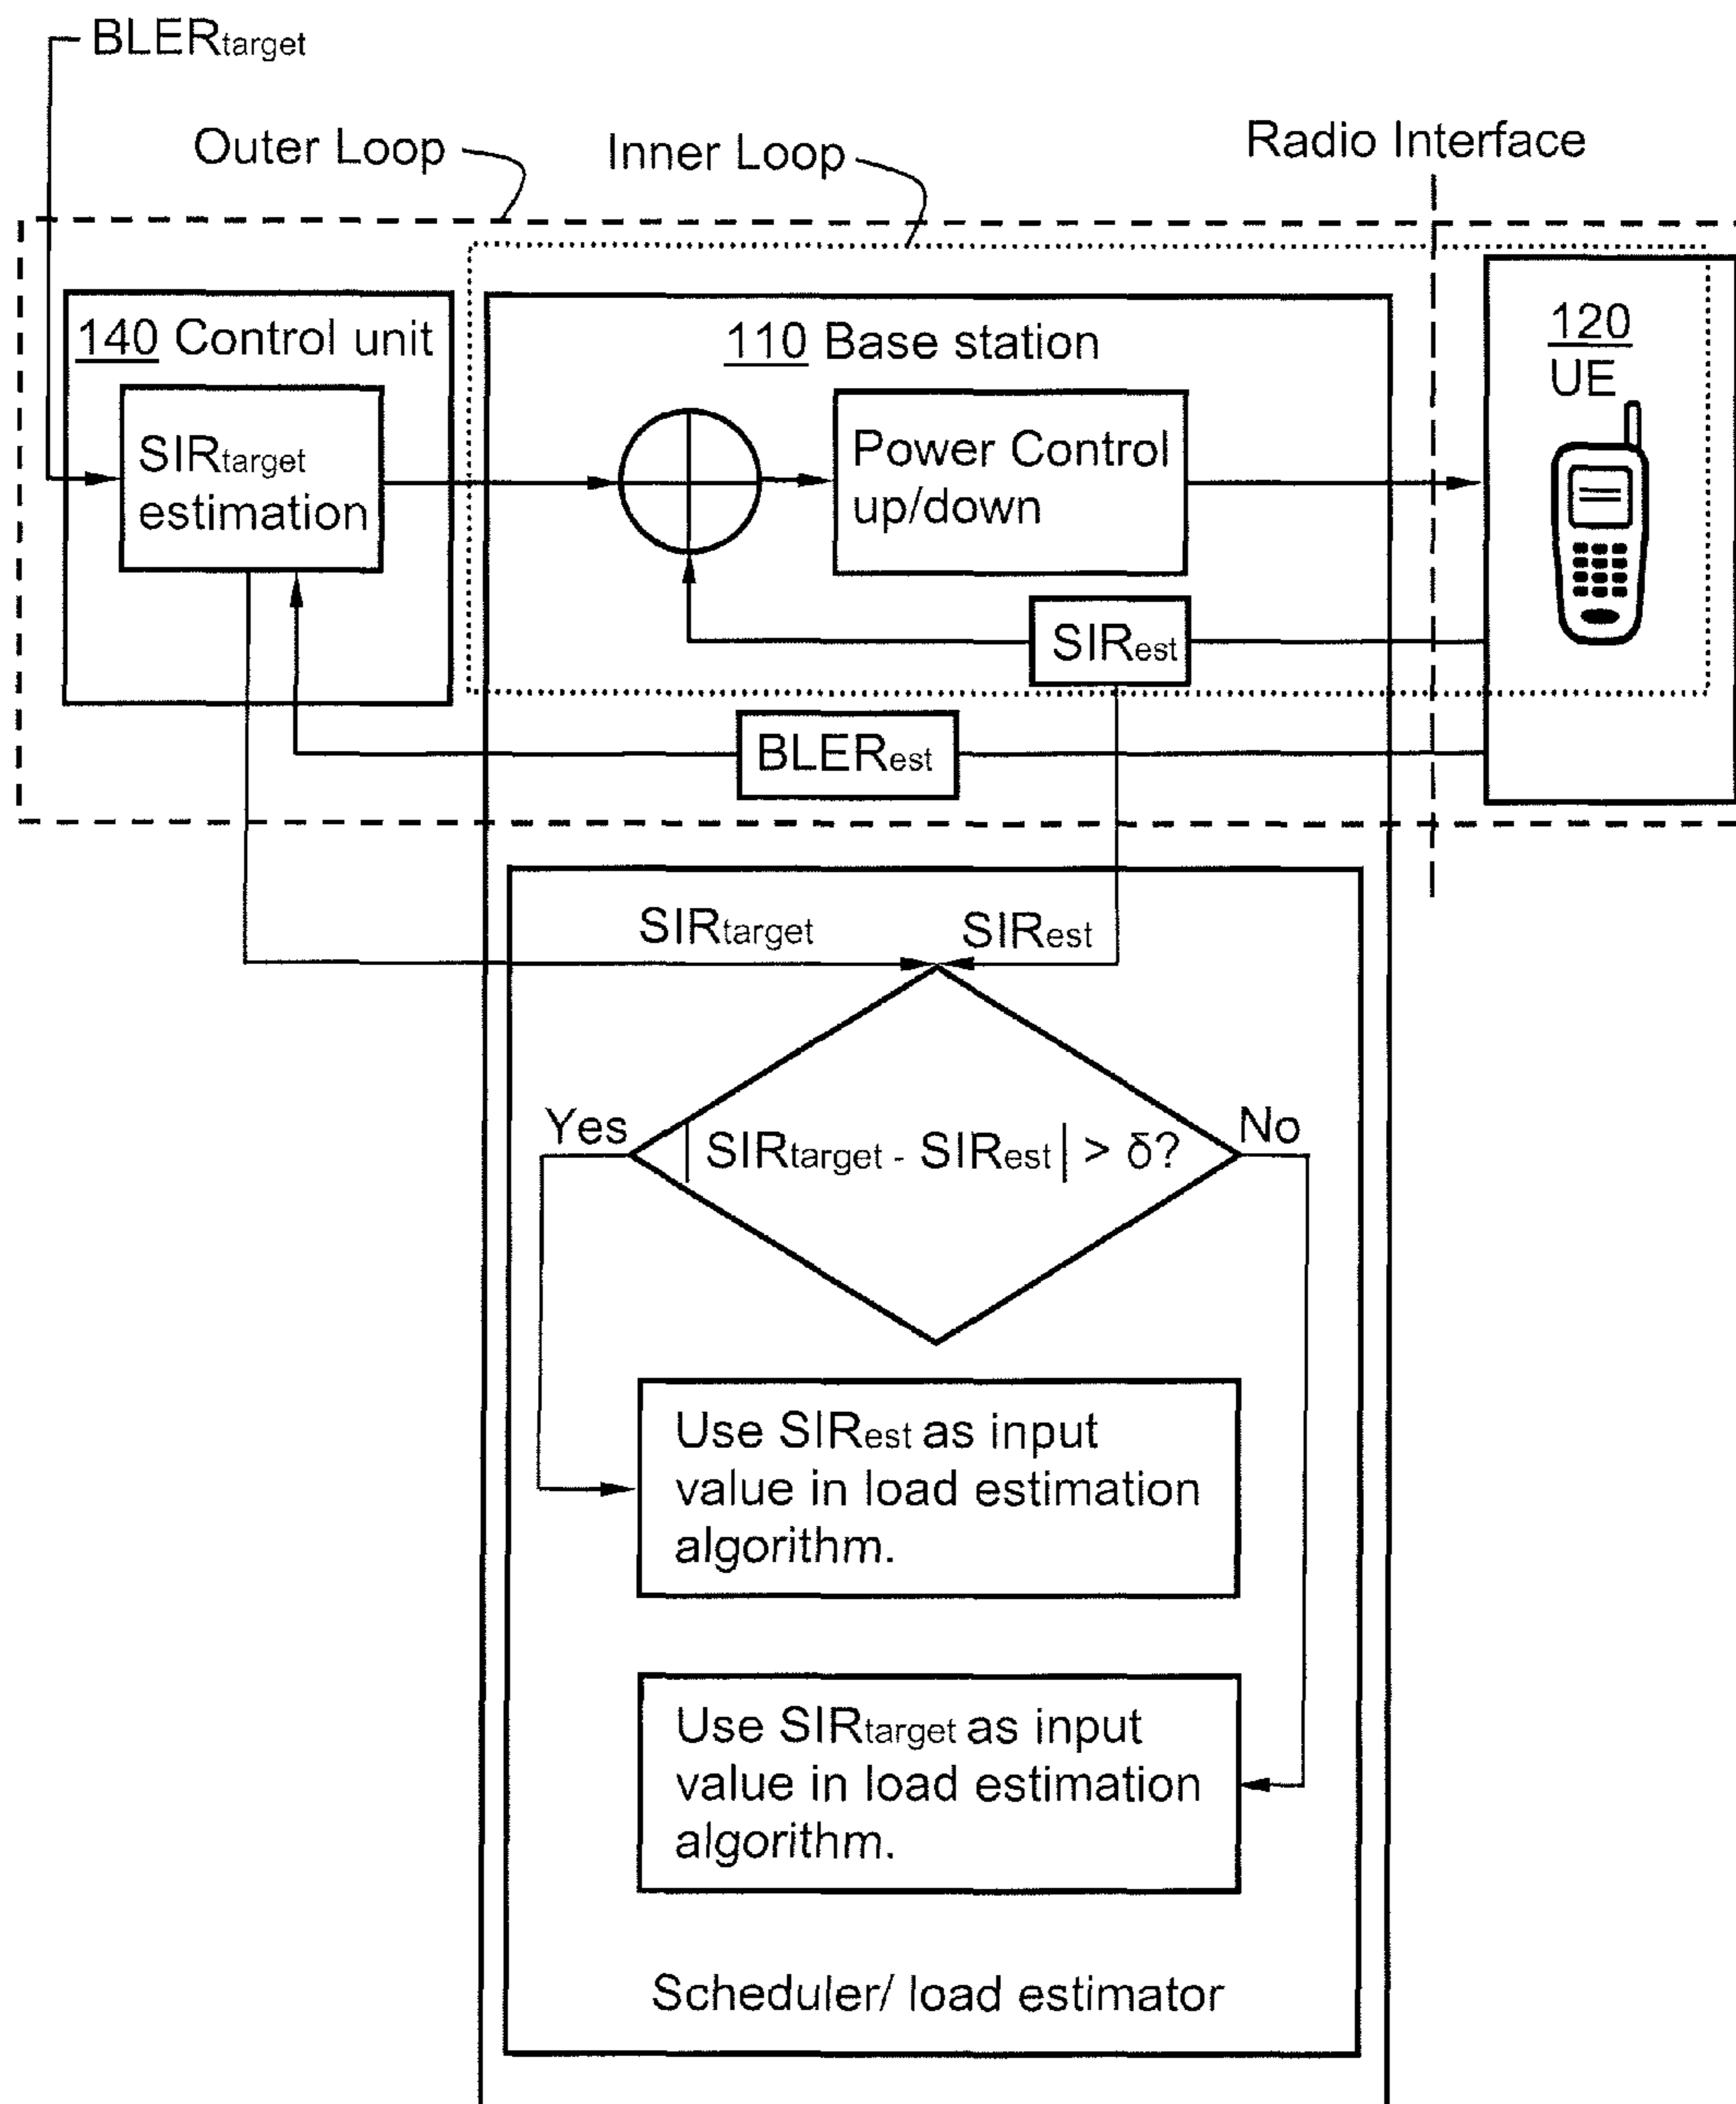 BLERtarget
Outer Loop
Inner Loop
Radio Interface
140 Control unit
110 Base station
120
UE
SIRtarget
estimation
Power Control
up/down
SIRest
BLERest
SIRtarget
SIRest
Yes
| SIRtarget - SIRest | > δ?
No
Use SIRest as input
value in load estimation
algorithm.
Use SIRtarget as input
value in load estimation
algorithm.
Scheduler/ load estimator